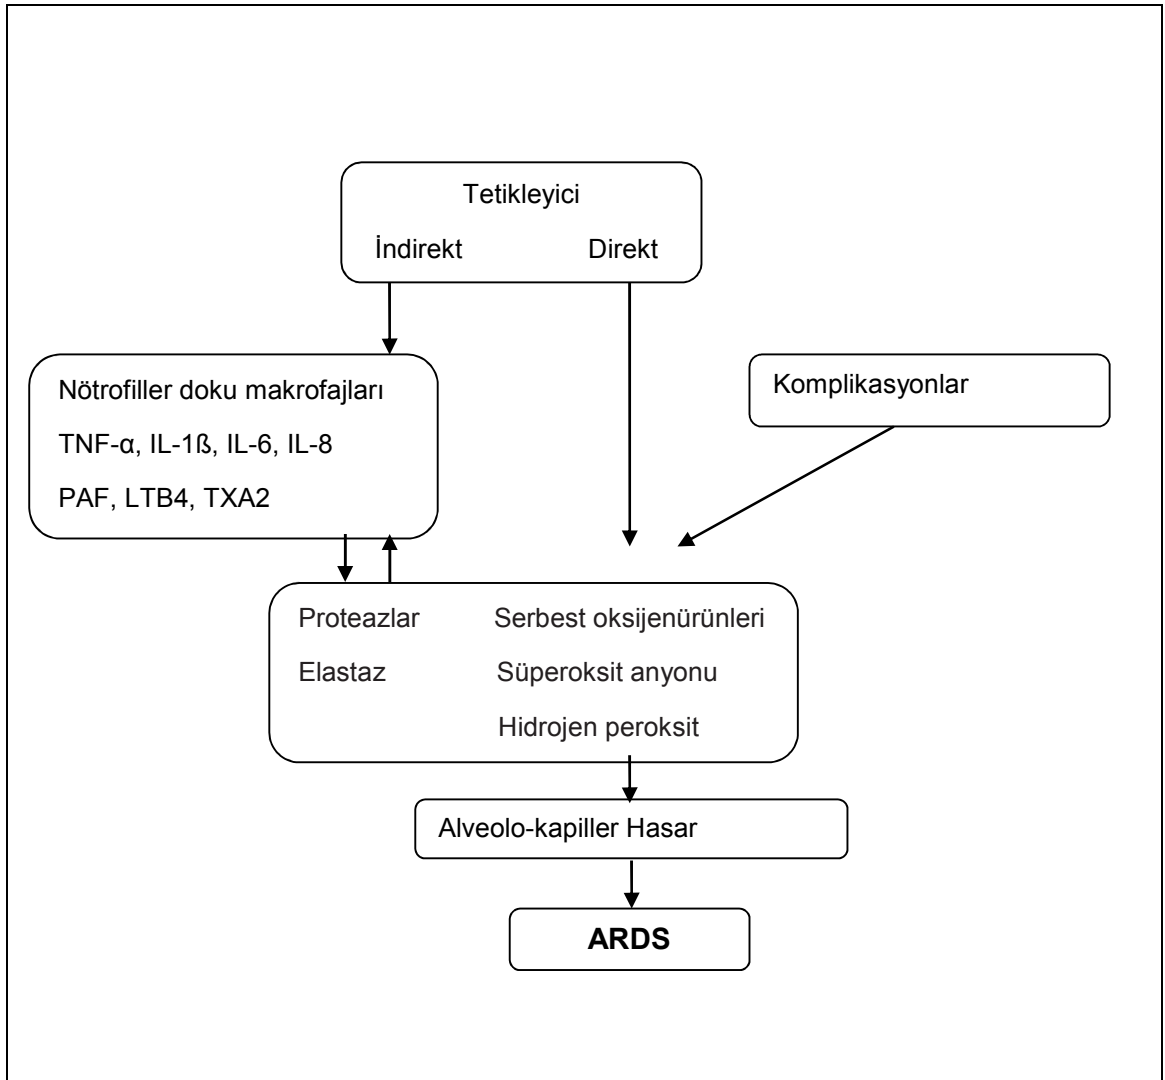 Tetikleyici
İndirekt Direkt
Nötrofiller doku makrofajları
TNF-α, IL-1ß, IL-6, IL-8
PAF, LTB4, TXA2
Komplikasyonlar
Proteazlar Serbest oksijenürünleri
Elastaz Süperoksit anyonu
Hidrojen peroksit
Alveolo-kapiller Hasar
ARDS